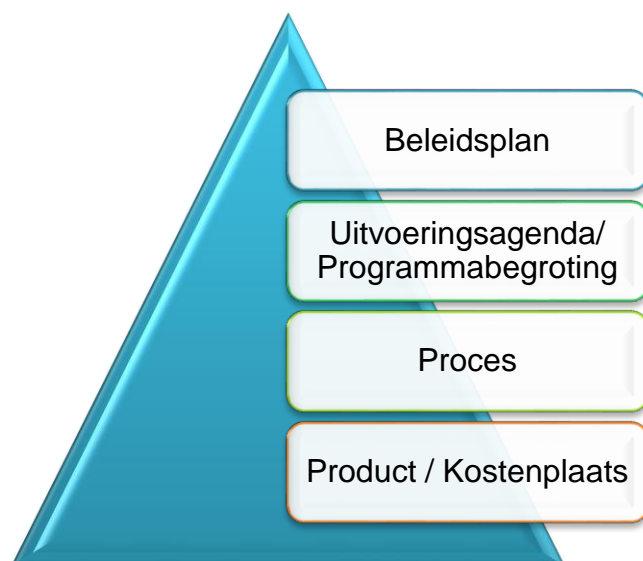 Beleidsplan
Uitvoeringsagenda/
Programmabegroting
Proces
Product / Kostenplaats